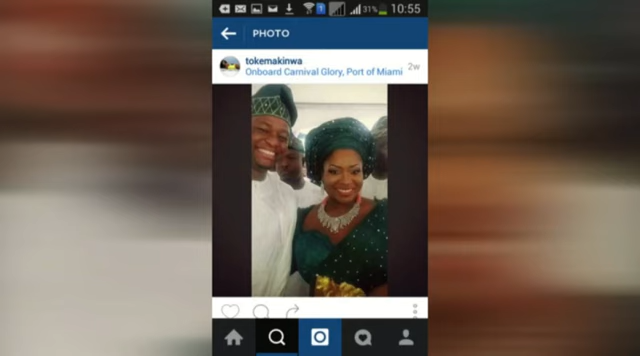 31% 10:55
PHOTO
tokemakinwa
2w
Onboard Carnival Glory, Port of Miami